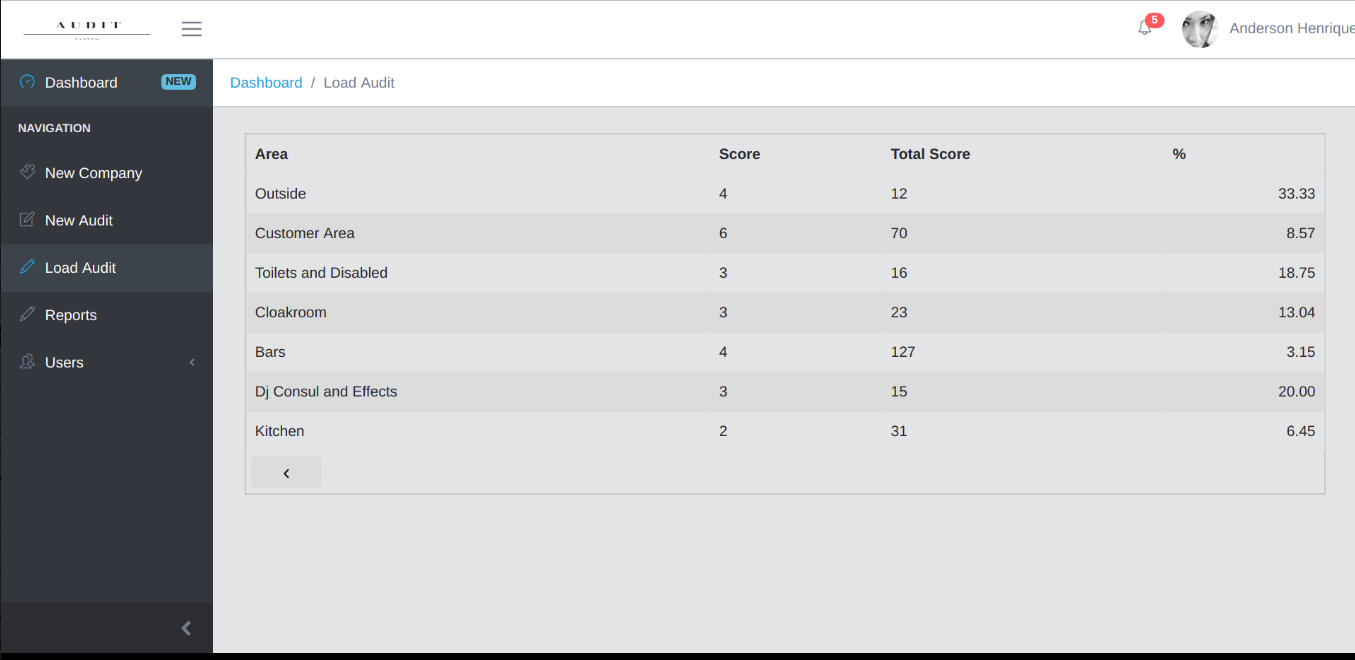 AUDIT
5
Anderson Henrique
Dashboard NEW
Dashboard / Load Audit
NAVIGATION
New Company
New Audit
Load Audit
Reports
Users
Area Score Total Score %
Outside 4 12 33.33
Customer Area 6 70 8.57
Toilets and Disabled 3 16 18.75
Cloakroom 3 23 13.04
Bars 4 127 3.15
Dj Consul and Effects 3 15 20.00
Kitchen 2 31 6.45